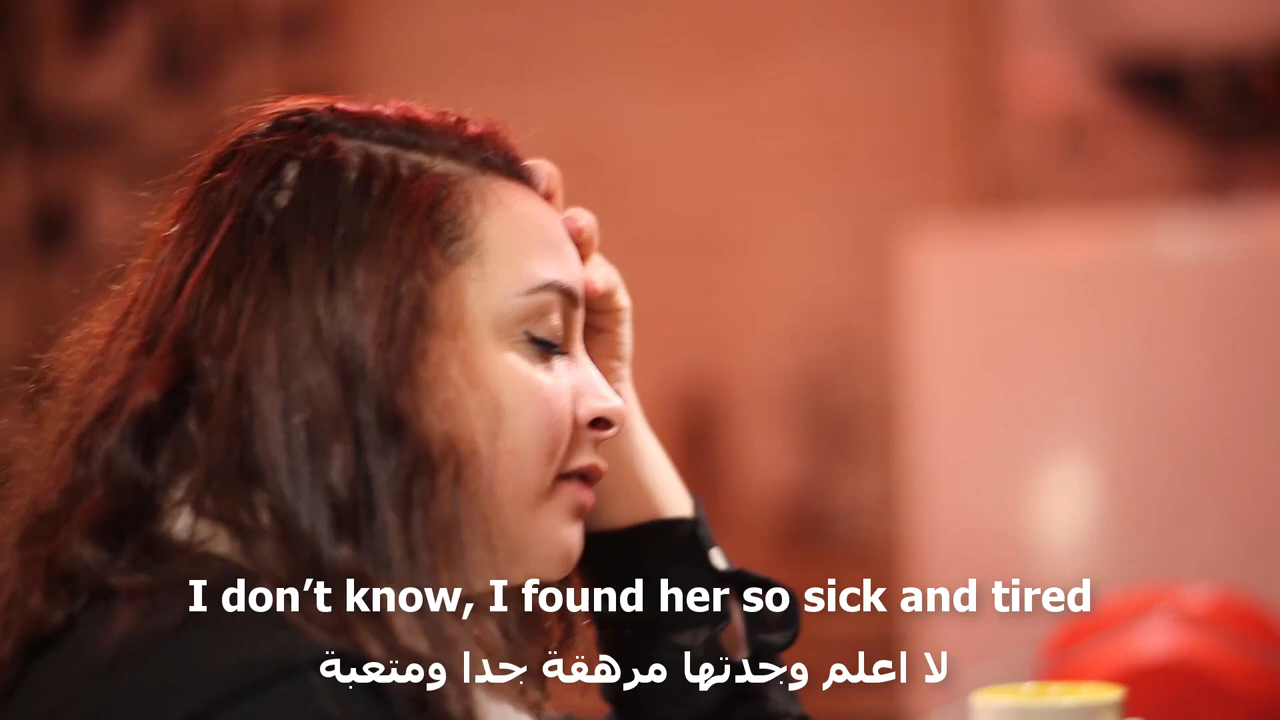 I don’t know, I found her so sick and tired
لا اعلم وجدتها مرهقة جدا ومتعبة